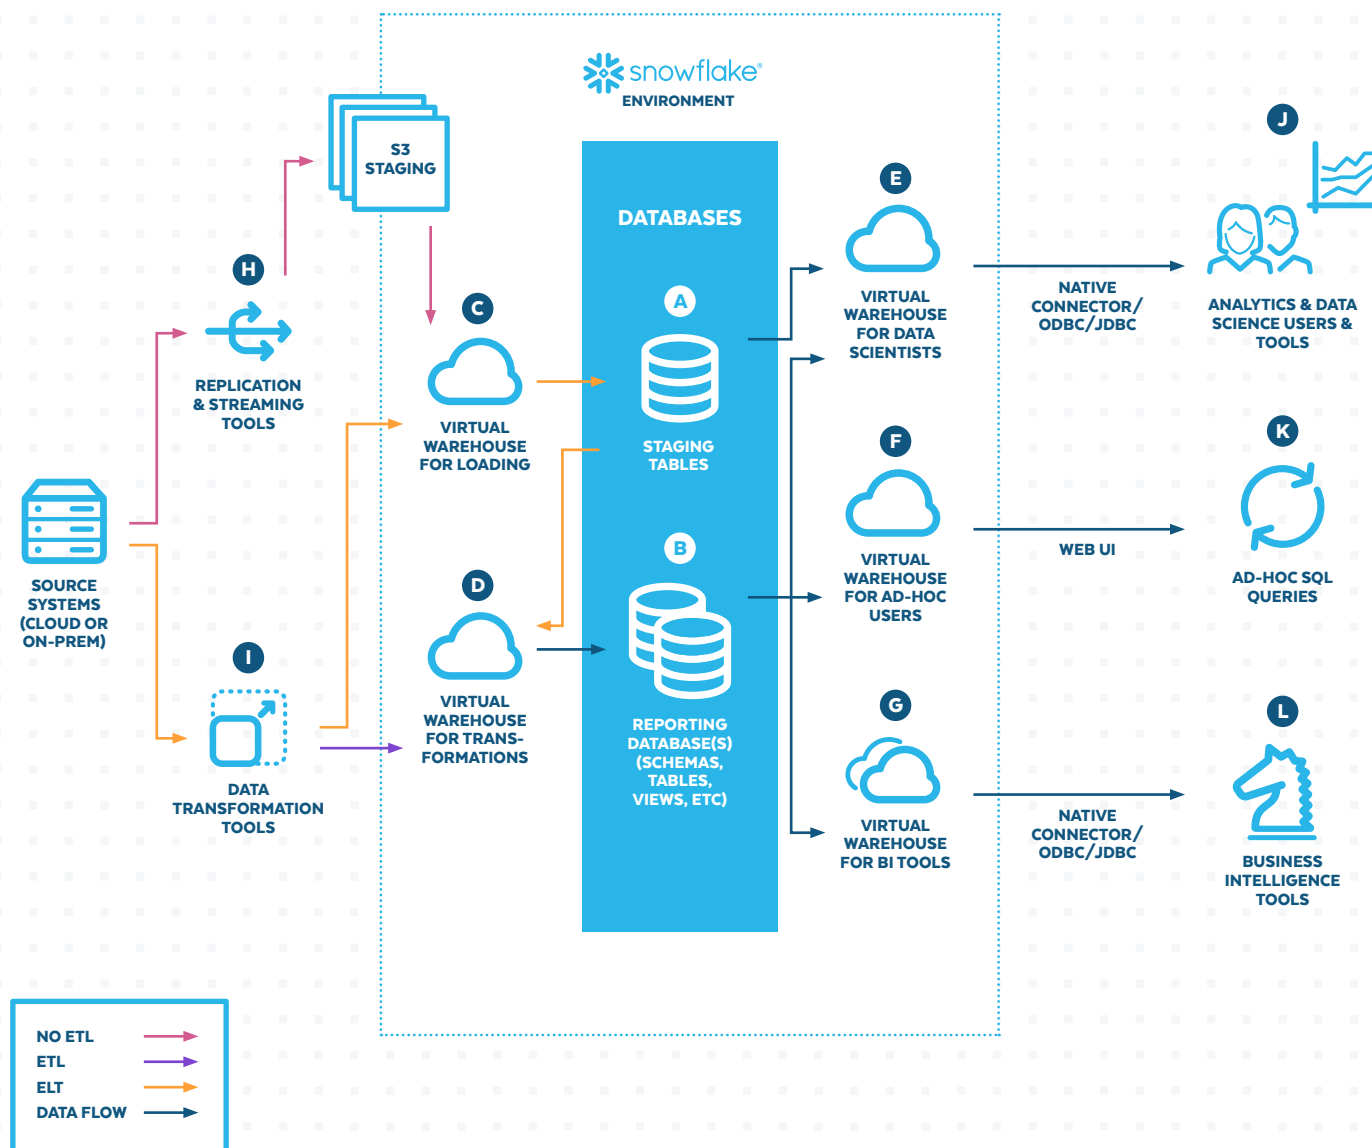 snowflake®
ENVIRONMENT
S3
STAGING
DATABASES
H
REPLICATION
& STREAMING
TOOLS
C
VIRTUAL
WAREHOUSE
FOR LOADING
A
STAGING
TABLES
E
VIRTUAL
WAREHOUSE
FOR DATA
SCIENTISTS
NATIVE
CONNECTOR/
ODBC/JDBC
J
ANALYTICS & DATA
SCIENCE USERS &
TOOLS
SOURCE
SYSTEMS
(CLOUD OR
ON-PREM)
I
DATA
TRANSFORMATION
TOOLS
D
VIRTUAL
WAREHOUSE
FOR TRANS-
FORMATIONS
B
REPORTING
DATABASE(S)
(SCHEMAS,
TABLES,
VIEWS, ETC)
F
VIRTUAL
WAREHOUSE
FOR AD-HOC
USERS
WEB UI
K
AD-HOC SQL
QUERIES
G
VIRTUAL
WAREHOUSE
FOR BI TOOLS
NATIVE
CONNECTOR/
ODBC/JDBC
L
BUSINESS
INTELLIGENCE
TOOLS
NO ETL
ETL
ELT
DATA FLOW